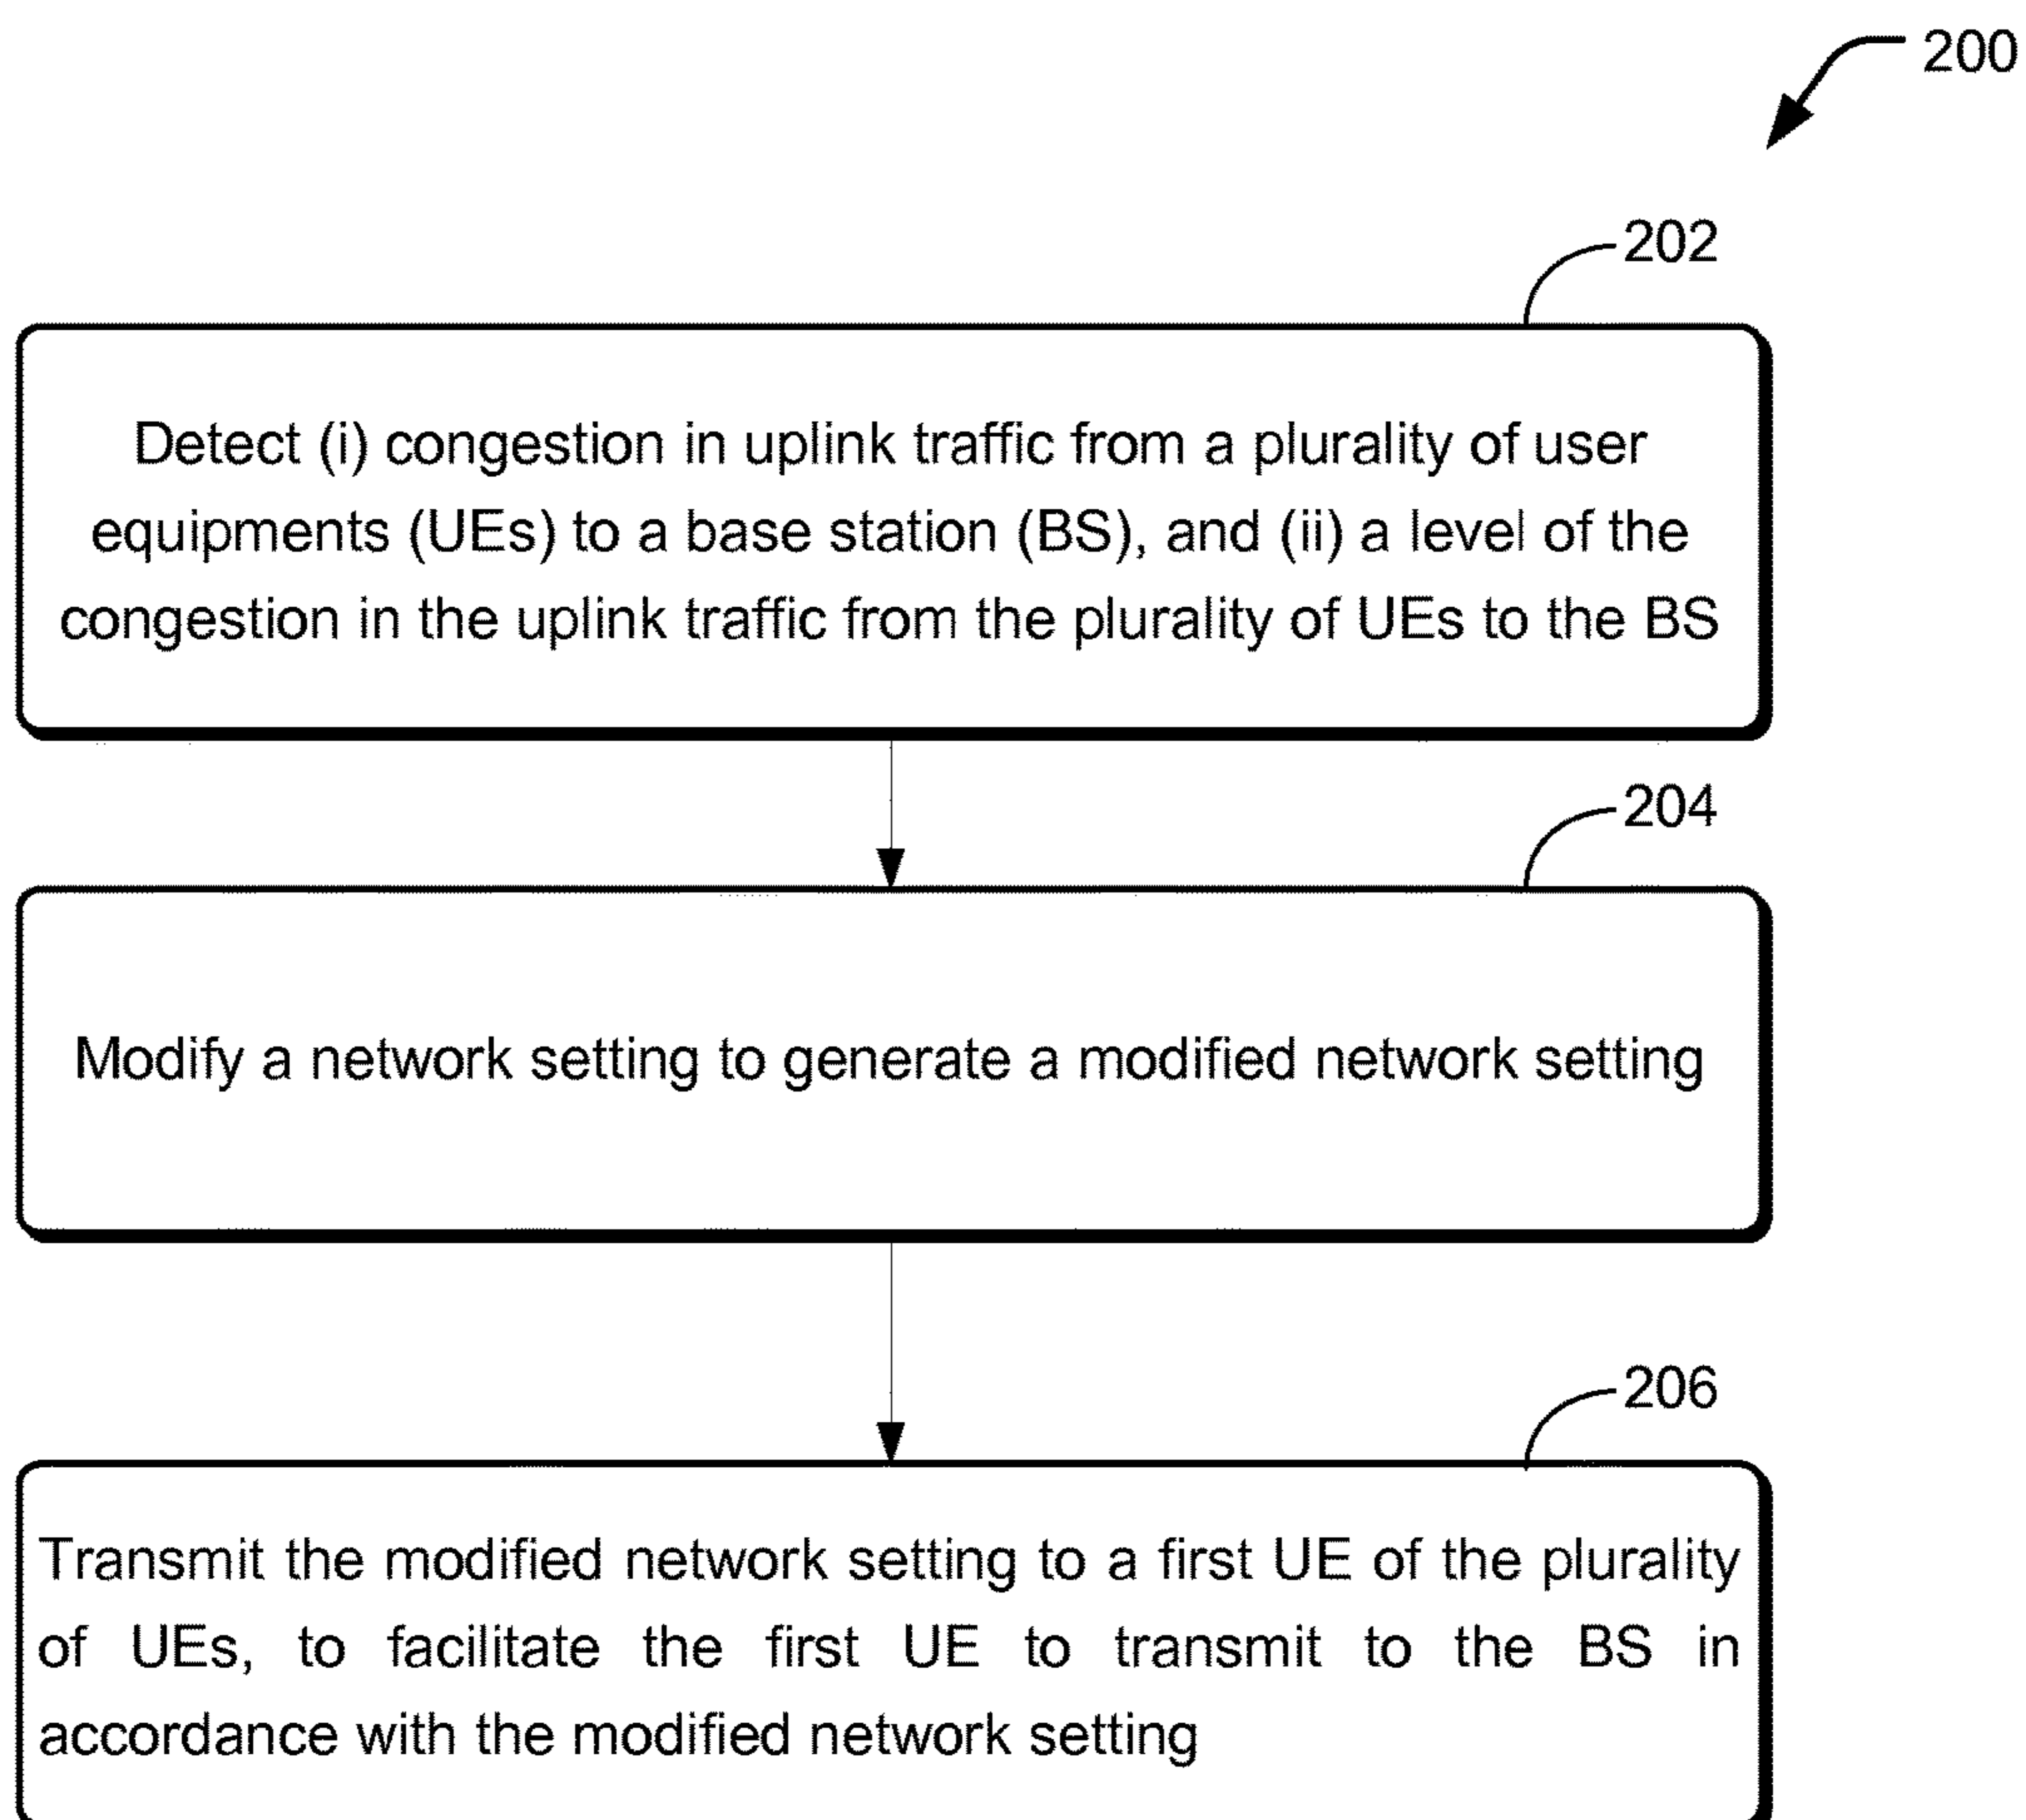 200
202
Detect (i) congestion in uplink traffic from a plurality of user
equipments (UEs) to a base station (BS), and (ii) a level of the
congestion in the uplink traffic from the plurality of UEs to the BS
204
Modify a network setting to generate a modified network setting
206
Transmit the modified network setting to a first UE of the plurality
of UEs, to facilitate the first UE to transmit to the BS in
accordance with the modified network setting